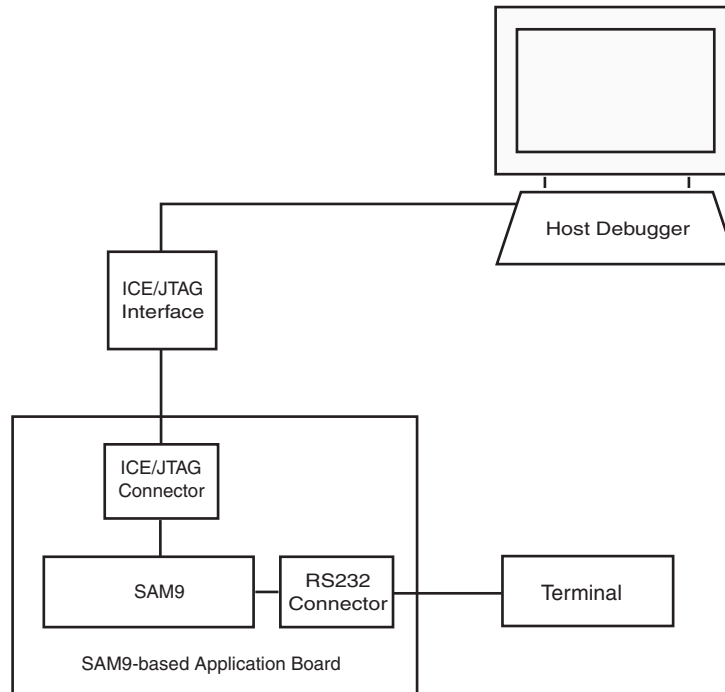 Host Debugger
ICE/JTAG
Interface
ICE/JTAG
Connector
SAM9
RS232
Connector
Terminal
SAM9-based Application Board